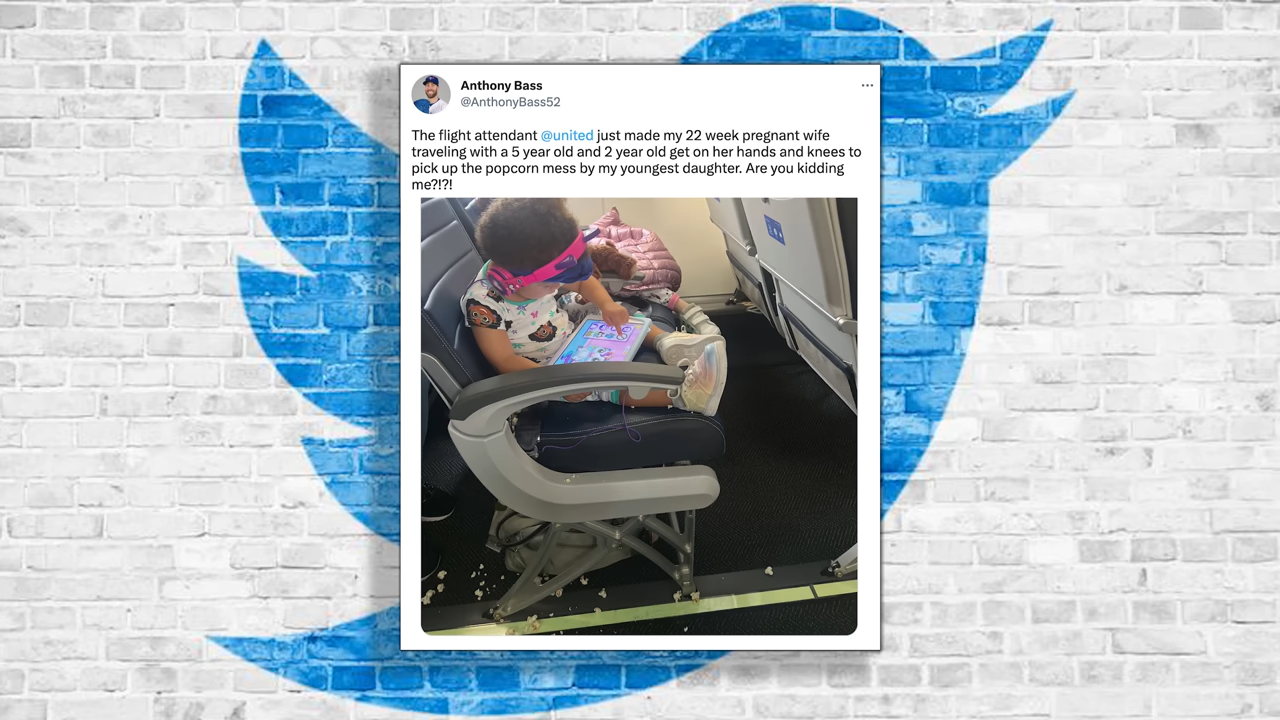 Anthony Bass
@AnthonyBass52
The flight attendant @united just made my 22 week pregnant wife
traveling with a 5 year old and 2 year old get on her hands and knees to
pick up the popcorn mess by my youngest daughter. Are you kidding
me?!?!